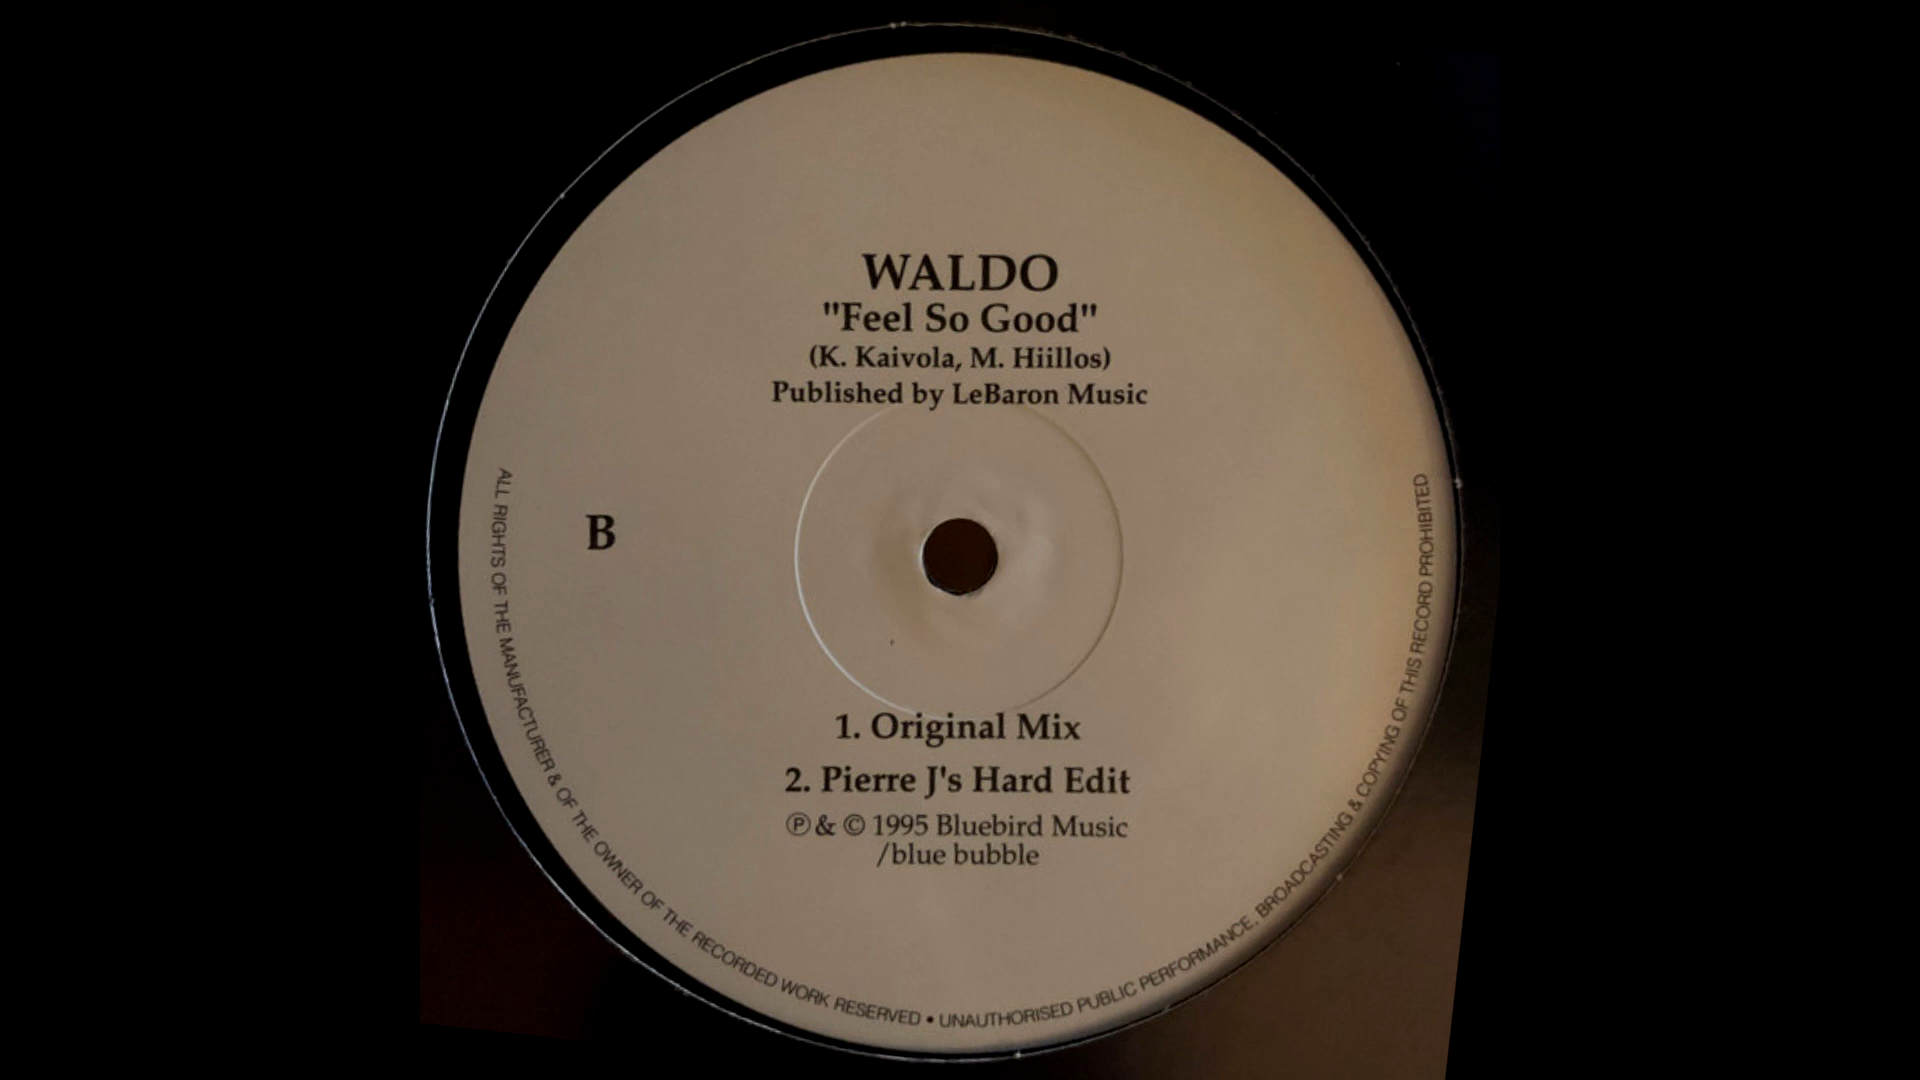 WALDO
"Feel So Good"
(K. Kaivola, M. Hiillos)
Published by LeBaron Music
B
1. Original Mix
2. Pierre J's Hard Edit
℗ & © 1995 Bluebird Music
/blue bubble
ALL RIGHTS OF THE MANUFACTURER & OF THE OWNER OF THE RECORDED WORK RESERVED • UNAUTHORISED PUBLIC PERFORMANCE, BROADCASTING & COPYING OF THIS RECORD PROHIBITED